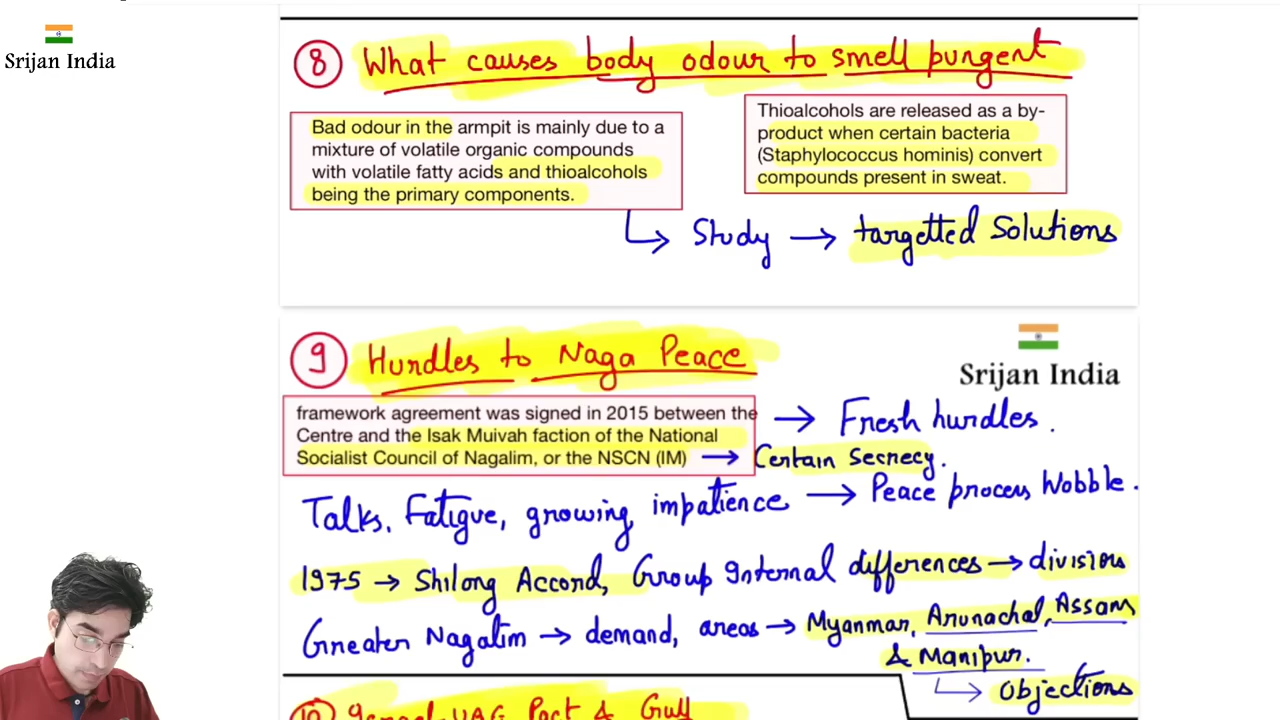 Srijan India
8 What causes body odour to smell pungent
Bad odour in the armpit is mainly due to a
mixture of volatile organic compounds
with volatile fatty acids and thioalcohols
being the primary components.
Thioalcohols are released as a by-
product when certain bacteria
(Staphylococcus hominis) convert
compounds present in sweat.
→ Study → targetted Solutions
9 Hurdles to Naga Peace
Srijan India
framework agreement was signed in 2015 between the
Centre and the Isak Muivah faction of the National
Socialist Council of Nagalim, or the NSCN (IM)
→ Fresh hurdles.
→ Certain Secrecy.
Talks, Fatigue, growing impatience → Peace process Wobble.
1975 → Shilong Accord, Group Internal differences → division
Greater Nagalim → demand, areas → Myanmar, Arunachal, Assam
& Manipur.
→ Objections
10 Pact & Gulf